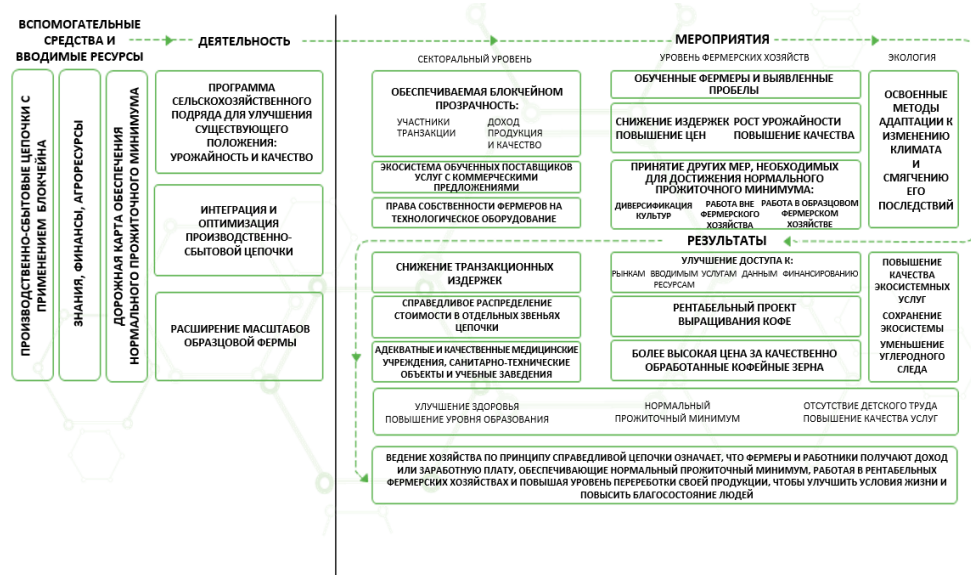 ВСПОМОГАТЕЛЬНЫЕ
СРЕДСТВА И
ВВОДИМЫЕ РЕСУРСЫ
ДЕЯТЕЛЬНОСТЬ
МЕРОПРИЯТИЯ
СЕКТОРАЛЬНЫЙ УРОВЕНЬ
УРОВЕНЬ ФЕРМЕРСКИХ ХОЗЯЙСТВ
ЭКОЛОГИЯ
ПРОИЗВОДСТВЕННО-СБЫТОВЫЕ ЦЕПОЧКИ С
ПРИМЕНЕНИЕМ БЛОКЧЕЙНА
ЗНАНИЯ, ФИНАНСЫ, АГРОРЕСУРСЫ
ДОРОЖНАЯ КАРТА ОБЕСПЕЧЕНИЯ
НОРМАЛЬНОГО ПРОЖИТОЧНОГО МИНИМУМА
ПРОГРАММА
СЕЛЬСКОХОЗЯЙСТВЕННОГО
ПОДРЯДА ДЛЯ УЛУЧШЕНИЯ
СУЩЕСТВУЮЩЕГО
ПОЛОЖЕНИЯ:
УРОЖАЙНОСТЬ И КАЧЕСТВО
ИНТЕГРАЦИЯ И
ОПТИМИЗАЦИЯ
ПРОИЗВОДСТВЕННО-
СБЫТОВОЙ ЦЕПОЧКИ
РАСШИРЕНИЕ МАСШТАБОВ
ОБРАЗЦОВОЙ ФЕРМЫ
ОБЕСПЕЧИВАЕМАЯ БЛОКЧЕЙНОМ
ПРОЗРАЧНОСТЬ:
УЧАСТНИКИ
ТРАНЗАКЦИИ
ДОХОД
ПРОДУКЦИЯ
И КАЧЕСТВО
ЭКОСИСТЕМА ОБУЧЕННЫХ ПОСТАВЩИКОВ
УСЛУГ С КОММЕРЧЕСКИМИ
ПРЕДЛОЖЕНИЯМИ
ПРАВА СОБСТВЕННОСТИ ФЕРМЕРОВ НА
ТЕХНОЛОГИЧЕСКОЕ ОБОРУДОВАНИЕ
ОБУЧЕННЫЕ ФЕРМЕРЫ И ВЫЯВЛЕННЫЕ
ПРОБЕЛЫ
СНИЖЕНИЕ ИЗДЕРЖЕК РОСТ УРОЖАЙНОСТИ
ПОВЫШЕНИЕ ЦЕН ПОВЫШЕНИЕ КАЧЕСТВА
ПРИНЯТИЕ ДРУГИХ МЕР, НЕОБХОДИМЫХ
ДЛЯ ДОСТИЖЕНИЯ НОРМАЛЬНОГО
ПРОЖИТОЧНОГО МИНИМУМА:
ДИВЕРСИФИКАЦИЯ
КУЛЬТУР
РАБОТА ВНЕ
ФЕРМЕРСКОГО
ХОЗЯЙСТВА
РАБОТА В ОБРАЗЦОВОМ
ФЕРМЕРСКОМ
ХОЗЯЙСТВЕ
ОСВОЕННЫЕ
МЕТОДЫ
АДАПТАЦИИ К
ИЗМЕНЕНИЮ
КЛИМАТА
И
СМЯГЧЕНИЮ
ЕГО
ПОСЛЕДСТВИЙ
РЕЗУЛЬТАТЫ
СНИЖЕНИЕ ТРАНЗАКЦИОННЫХ
ИЗДЕРЖЕК
СПРАВЕДЛИВОЕ РАСПРЕДЕЛЕНИЕ
СТОИМОСТИ В ОТДЕЛЬНЫХ ЗВЕНЬЯХ
ЦЕПОЧКИ
АДЕКВАТНЫЕ И КАЧЕСТВЕННЫЕ МЕДИЦИНСКИЕ
УЧРЕЖДЕНИЯ, САНИТАРНО-ТЕХНИЧЕСКИЕ
ОБЪЕКТЫ И УЧЕБНЫЕ ЗАВЕДЕНИЯ
УЛУЧШЕНИЕ ДОСТУПА К:
РЫНКАМ ВВОДИМЫМ УСЛУГАМ ДАННЫМ ФИНАНСИРОВАНИЮ
РЕСУРСАМ
РЕНТАБЕЛЬНЫЙ ПРОЕКТ
ВЫРАЩИВАНИЯ КОФЕ
БОЛЕЕ ВЫСОКАЯ ЦЕНА ЗА КАЧЕСТВЕННО
ОБРАБОТАННЫЕ КОФЕЙНЫЕ ЗЕРНА
ПОВЫШЕНИЕ
КАЧЕСТВА
ЭКОСИСТЕМНЫХ
УСЛУГ
СОХРАНЕНИЕ
ЭКОСИСТЕМЫ
УМЕНЬШЕНИЕ
УГЛЕРОДНОГО
СЛЕДА
УЛУЧШЕНИЕ ЗДОРОВЬЯ
ПОВЫШЕНИЕ УРОВНЯ ОБРАЗОВАНИЯ
НОРМАЛЬНЫЙ
ПРОЖИТОЧНЫЙ МИНИМУМ
ОТСУТСТВИЕ ДЕТСКОГО ТРУДА
ПОВЫШЕНИЕ КАЧЕСТВА УСЛУГ
ВЕДЕНИЕ ХОЗЯЙСТВА ПО ПРИНЦИПУ СПРАВЕДЛИВОЙ ЦЕПОЧКИ ОЗНАЧАЕТ, ЧТО ФЕРМЕРЫ И РАБОТНИКИ ПОЛУЧАЮТ ДОХОД
ИЛИ ЗАРАБОТНУЮ ПЛАТУ, ОБЕСПЕЧИВАЮЩИЕ НОРМАЛЬНЫЙ ПРОЖИТОЧНЫЙ МИНИМУМ, РАБОТАЯ В РЕНТАБЕЛЬНЫХ
ФЕРМЕРСКИХ ХОЗЯЙСТВАХ И ПОВЫШАЯ УРОВЕНЬ ПЕРЕРЕБОТКИ СВОЕЙ ПРОДУКЦИИ, ЧТОБЫ УЛУЧШИТЬ УСЛОВИЯ ЖИЗНИ И
ПОВЫСИТЬ БЛАГОСОСТОЯНИЕ ЛЮДЕЙ